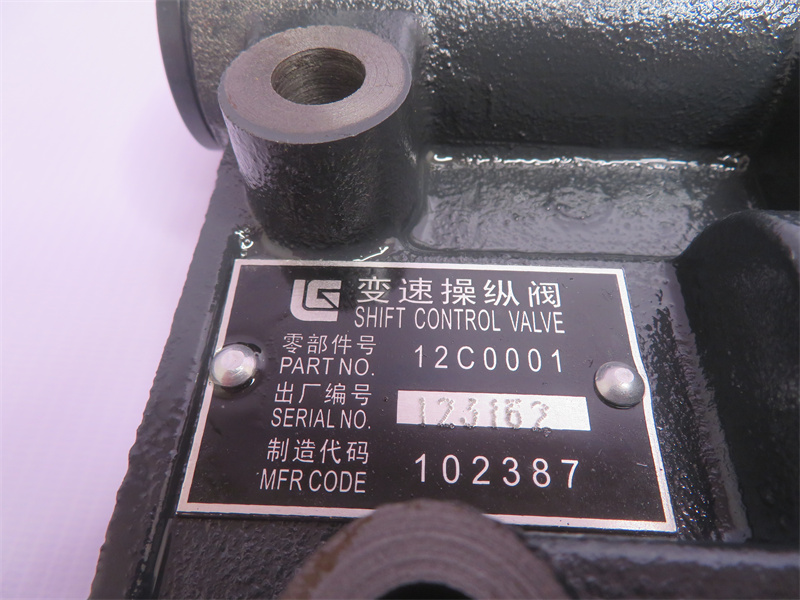 LG 变速操纵阀
SHIFT CONTROL VALVE
零部件号
PART NO. 12C0001
出厂编号
SERIAL NO. 123162
制造代码
MFR CODE 102387